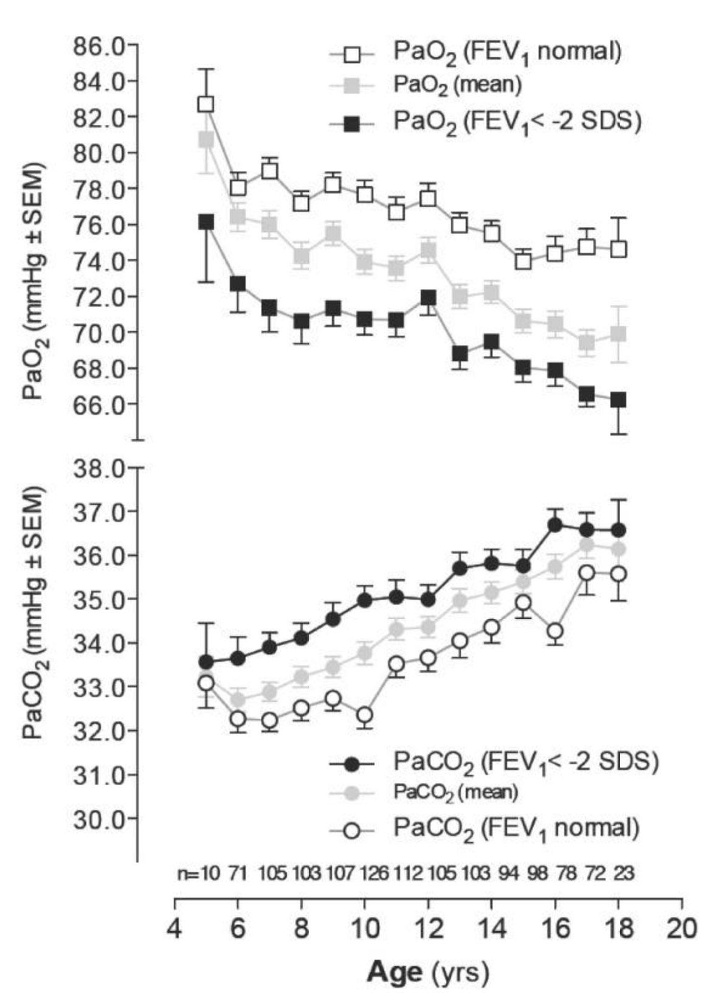 86.0
84.0
82.0
80.0
78.0
76.0
74.0
72.0
70.0
68.0
66.0
PaO2 (mmHg ± SEM)
PaO2 (FEV1 normal)
PaO2 (mean)
PaO2 (FEV1< -2 SDS)
38.0
37.0
36.0
35.0
34.0
33.0
32.0
31.0
30.0
PaCO2 (mmHg ± SEM)
PaCO2 (FEV1< -2 SDS)
PaCO2 (mean)
PaCO2 (FEV1 normal)
n=10 71 105 103 107 126 112 105 103 94 98 78 72 23
4 6 8 10 12 14 16 18 20
Age (yrs)